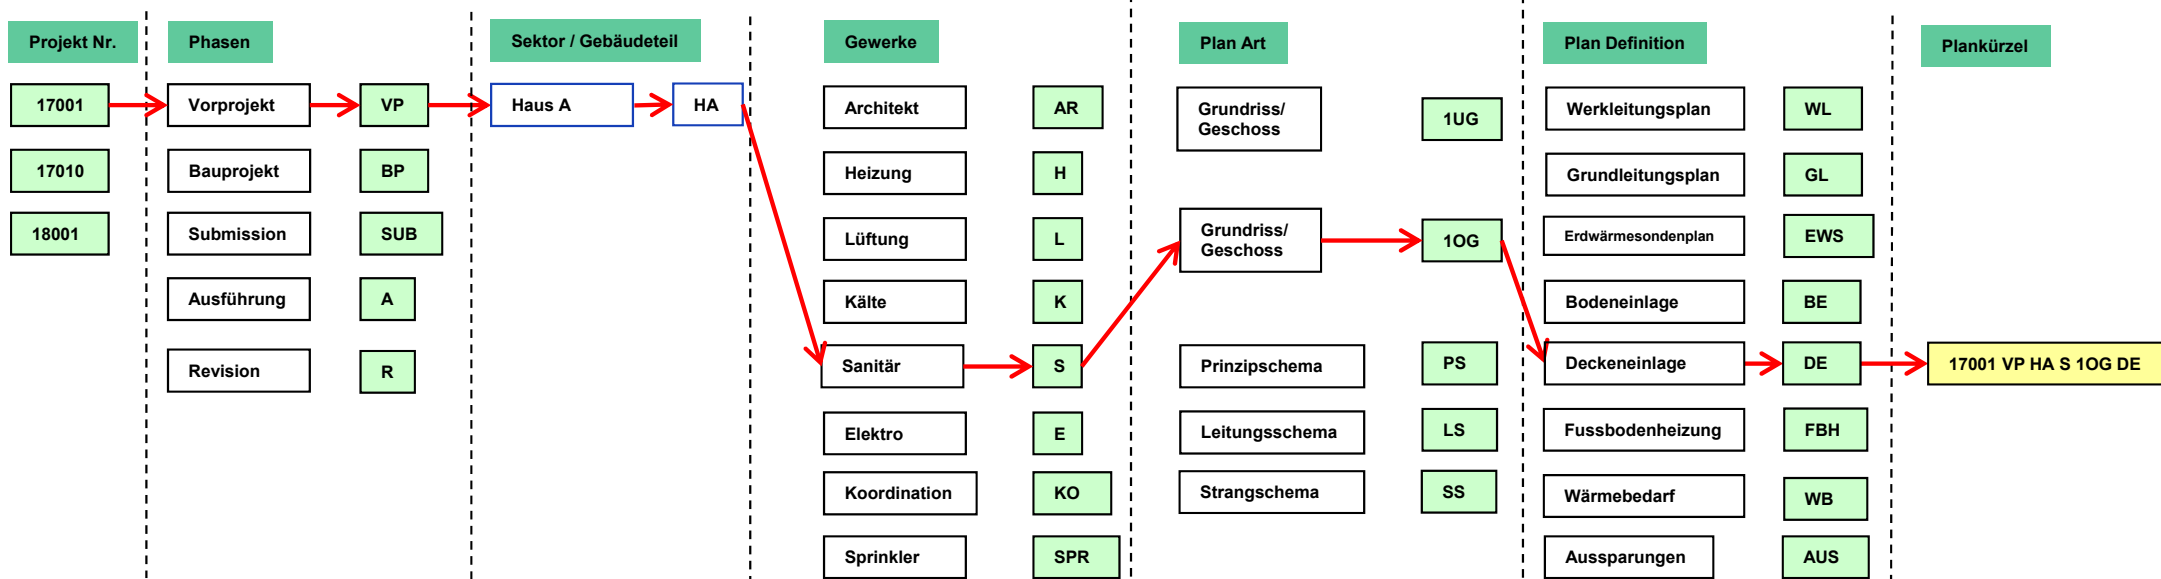 Projekt Nr.
Phasen
Sektor / Gebäudeteil
Gewerke
Plan Art
Plan Definition
Plankürzel
17001
Vorprojekt
VP
Haus A
HA
Architekt
AR
Grundriss/
Geschoss
1UG
Werkleitungsplan
WL
17010
Bauprojekt
BP
Heizung
H
Grundleitungsplan
GL
18001
Submission
SUB
Lüftung
L
Grundriss/
Geschoss
1OG
Erdwärmesondenplan
EWS
Ausführung
A
Kälte
K
Bodeneinlage
BE
Revision
R
Sanitär
S
Prinzipschema
PS
Deckeneinlage
DE
17001 VP HA S 1OG DE
Elektro
E
Leitungsschema
LS
Fussbodenheizung
FBH
Koordination
KO
Strangschema
SS
Wärmebedarf
WB
Sprinkler
SPR
Aussparungen
AUS